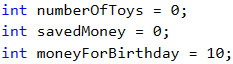 int numberOfToys = 0;
int savedMoney = 0;
int moneyForBirthday = 10;